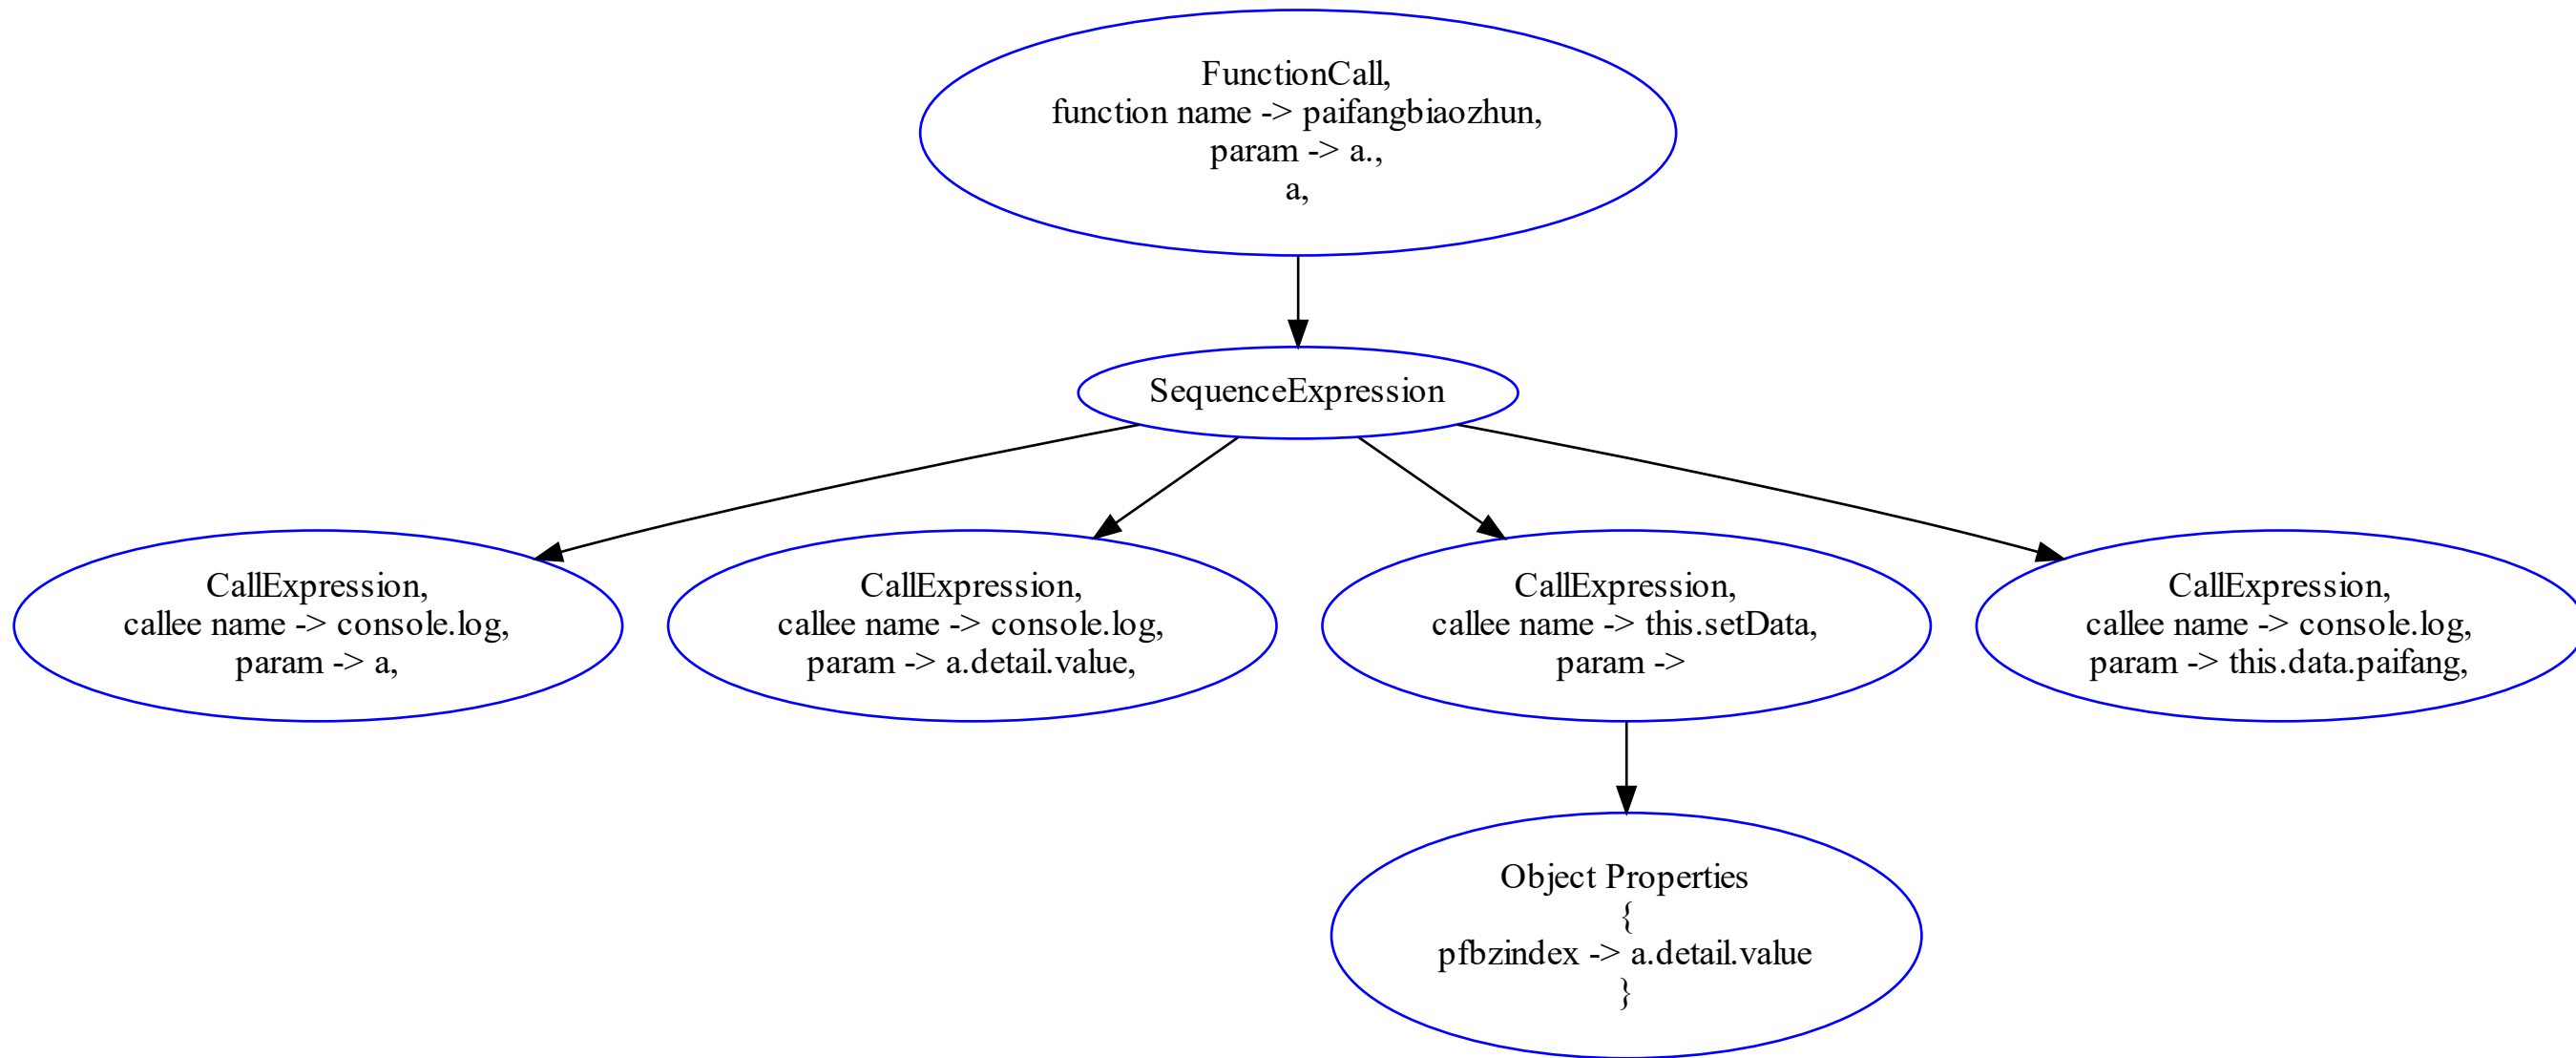 FunctionCall,
function name -> paifangbiaozhun,
param -> a.,
a,
SequenceExpression
CallExpression,
callee name -> console.log,
param -> a,
CallExpression,
callee name -> console.log,
param -> a.detail.value,
CallExpression,
callee name -> this.setData,
param ->
CallExpression,
callee name -> console.log,
param -> this.data.paifang,
Object Properties
{
pfbzindex -> a.detail.value
}